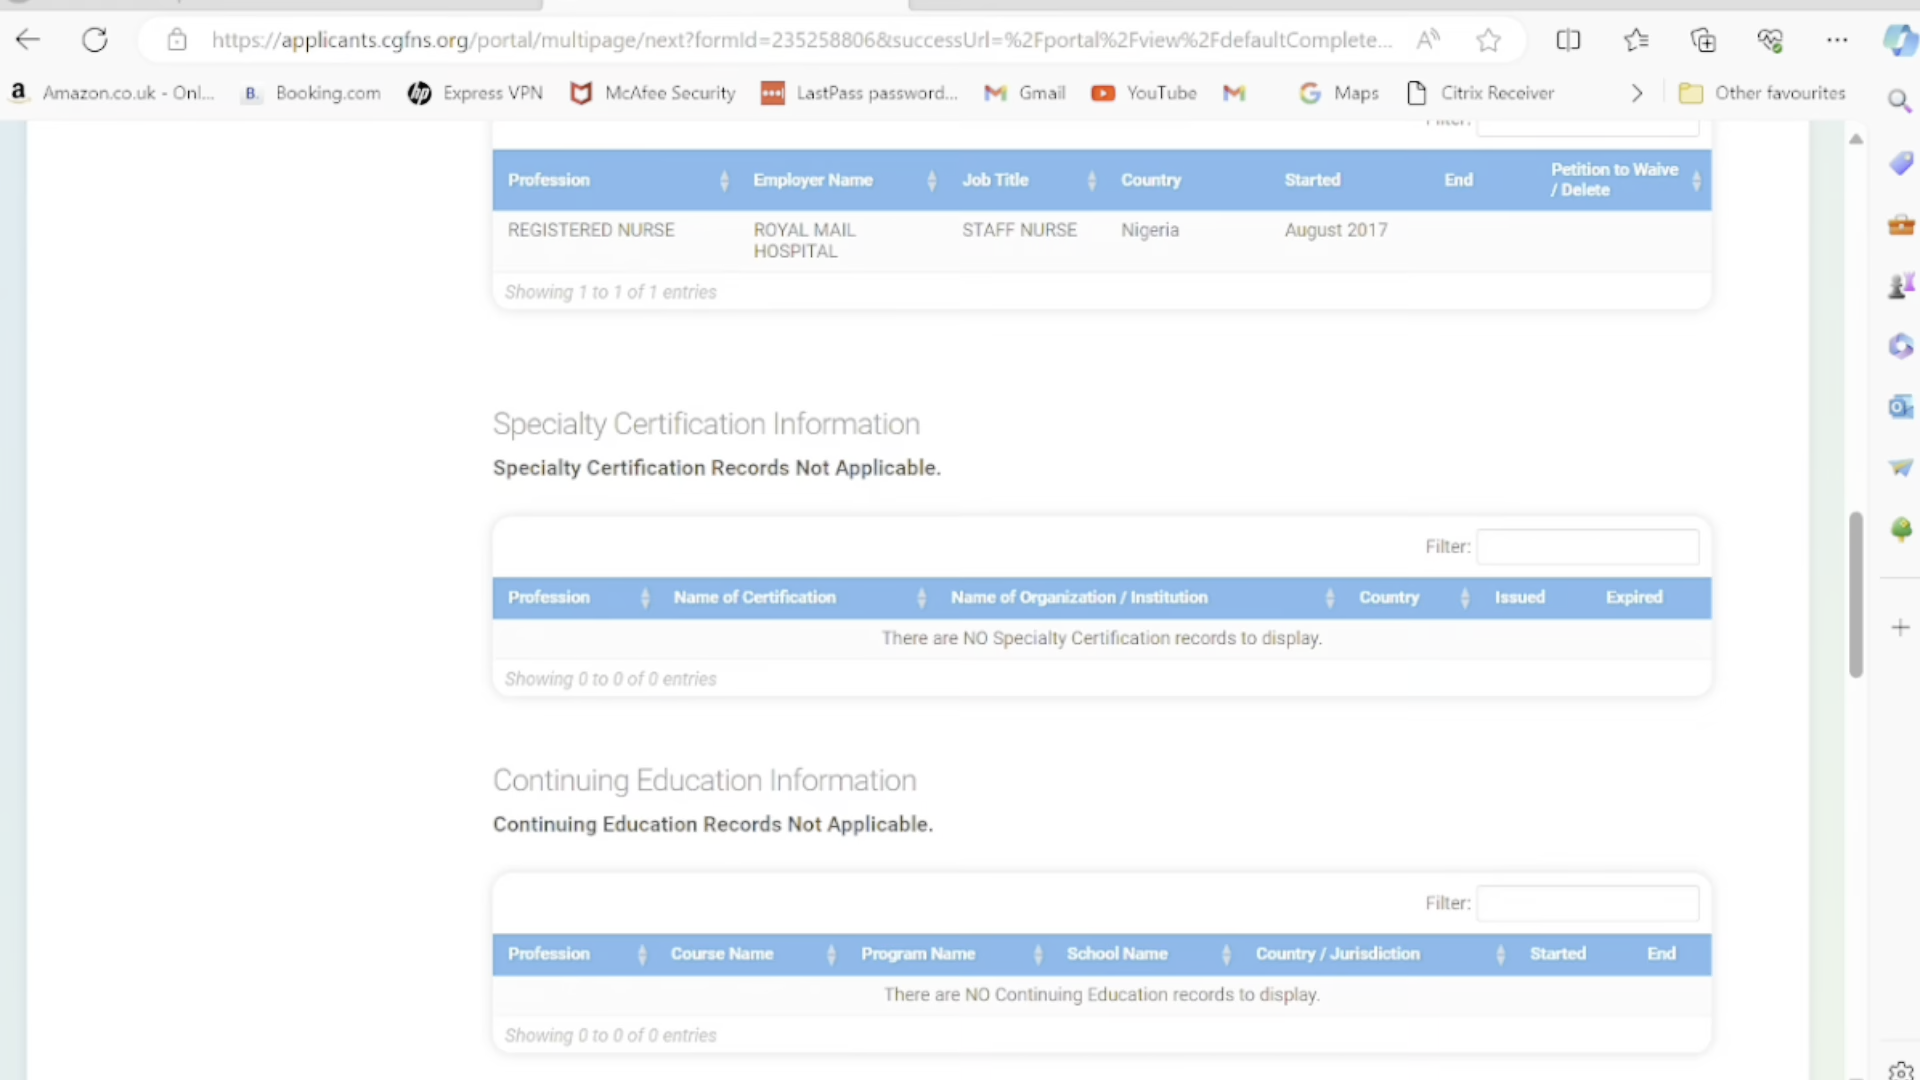 https://applicants.cgfns.org/portal/multipage/next?formId=235258806&successUrl=%2Fportal%2Fview%2FdefaultComplete...
Amazon.co.uk - Onl...
B. Booking.com
Express VPN
McAfee Security
LastPass password...
Gmail
YouTube
Maps
Citrix Receiver
Other favourites
Filter:
Profession Employer Name Job Title Country Started End Petition to Waive
/ Delete
REGISTERED NURSE ROYAL MAIL STAFF NURSE Nigeria August 2017
HOSPITAL
Showing 1 to 1 of 1 entries
Specialty Certification Information
Specialty Certification Records Not Applicable.
Filter:
Profession Name of Certification Name of Organization / Institution Country Issued Expired
There are NO Specialty Certification records to display.
Showing 0 to 0 of 0 entries
Continuing Education Information
Continuing Education Records Not Applicable.
Filter:
Profession Course Name Program Name School Name Country / Jurisdiction Started End
There are NO Continuing Education records to display.
Showing 0 to 0 of 0 entries